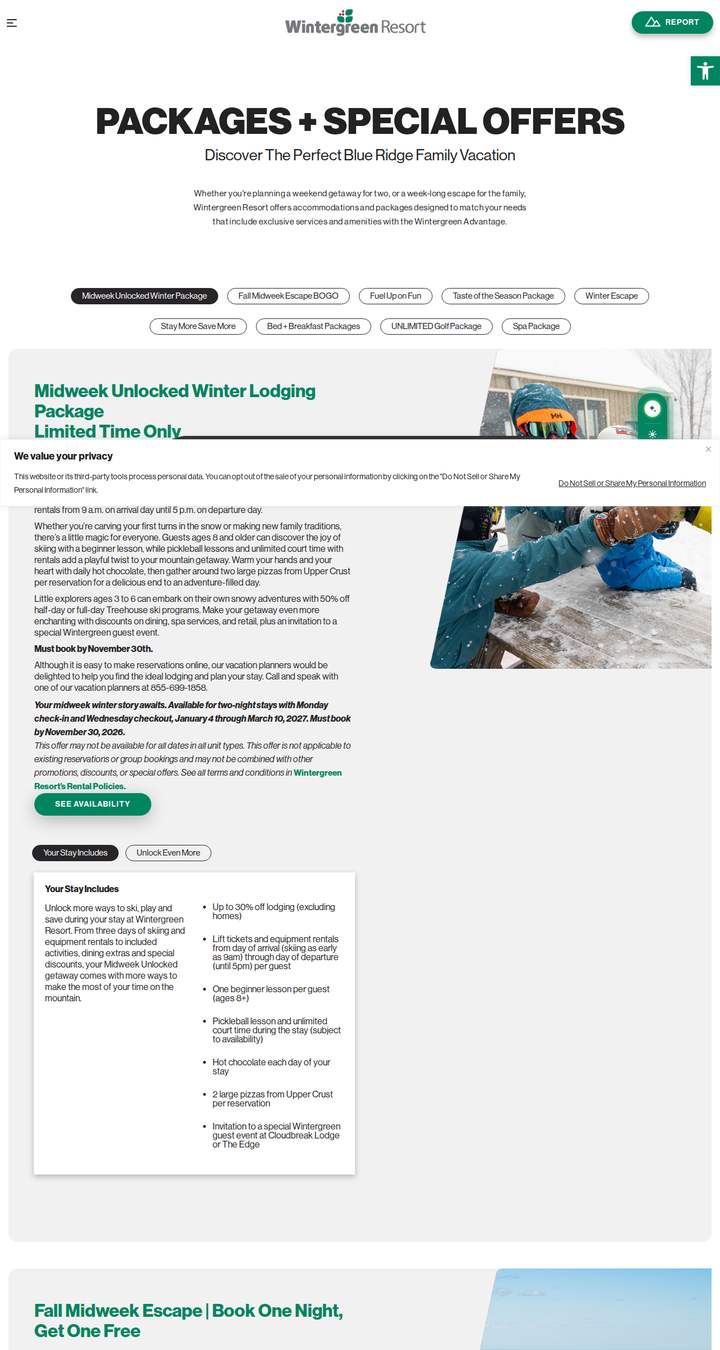 Wintergreen Resort
REPORT
PACKAGES + SPECIAL OFFERS
Discover The Perfect Blue Ridge Family Vacation
Whether you're planning a weekend getaway for two, or a week-long escape for the family,
Wintergreen Resort offers accommodations and packages designed to match your needs
that include exclusive services and amenities with the Wintergreen Advantage.
Midweek Unlocked Winter Package
Fall Midweek Escape BOGO
Fuel Up on Fun
Taste of the Season Package
Winter Escape
Stay More Save More
Bed + Breakfast Packages
UNLIMITED Golf Package
Spa Package
Midweek Unlocked Winter Lodging
Package
Limited Time Only
We value your privacy
This website or its third-party tools process personal data. You can opt out of the sale of your personal information by clicking on the "Do Not Sell or Share My
Personal Information" link.
Do Not Sell or Share My Personal Information
rentals from 9 a.m. on arrival day until 5 p.m. on departure day.
Whether you're carving your first turns in the snow or making new family traditions,
there's a little magic for everyone. Guests ages 8 and older can discover the joy of
skiing with a beginner lesson, while pickleball lessons and unlimited court time with
rentals add a playful twist to your mountain getaway. Warm your hands and your
heart with daily hot chocolate, then gather around two large pizzas from Upper Crust
per reservation for a delicious end to an adventure-filled day.
Little explorers ages 3 to 6 can embark on their own snowy adventures with 50% off
half-day or full-day Treehouse ski programs. Make your getaway even more
enchanting with discounts on dining, spa services, and retail, plus an invitation to a
special Wintergreen guest event.
Must book by November 30th.
Although it is easy to make reservations online, our vacation planners would be
delighted to help you find the ideal lodging and plan your stay. Call and speak with
one of our vacation planners at 855-699-1858.
Your midweek winter story awaits. Available for two-night stays with Monday
check-in and Wednesday checkout, January 4 through March 10, 2027. Must book
by November 30, 2026.
This offer may not be available for all dates in all unit types. This offer is not applicable to
existing reservations or group bookings and may not be combined with other
promotions, discounts, or special offers. See all terms and conditions in Wintergreen
Resort's Rental Policies.
SEE AVAILABILITY
Your Stay Includes
Unlock Even More
Your Stay Includes
Unlock more ways to ski, play and
save during your stay at Wintergreen
Resort. From three days of skiing and
equipment rentals to included
activities, dining extras and special
discounts, your Midweek Unlocked
getaway comes with more ways to
make the most of your time on the
mountain.
• Up to 30% off lodging (excluding
homes)
• Lift tickets and equipment rentals
from day of arrival (skiing as early
as 9am) through day of departure
(until 5pm) per guest
• One beginner lesson per guest
(ages 8+)
• Pickleball lesson and unlimited
court time during the stay (subject
to availability)
• Hot chocolate each day of your
stay
• 2 large pizzas from Upper Crust
per reservation
• Invitation to a special Wintergreen
guest event at Cloudbreak Lodge
or The Edge
Fall Midweek Escape | Book One Night,
Get One Free